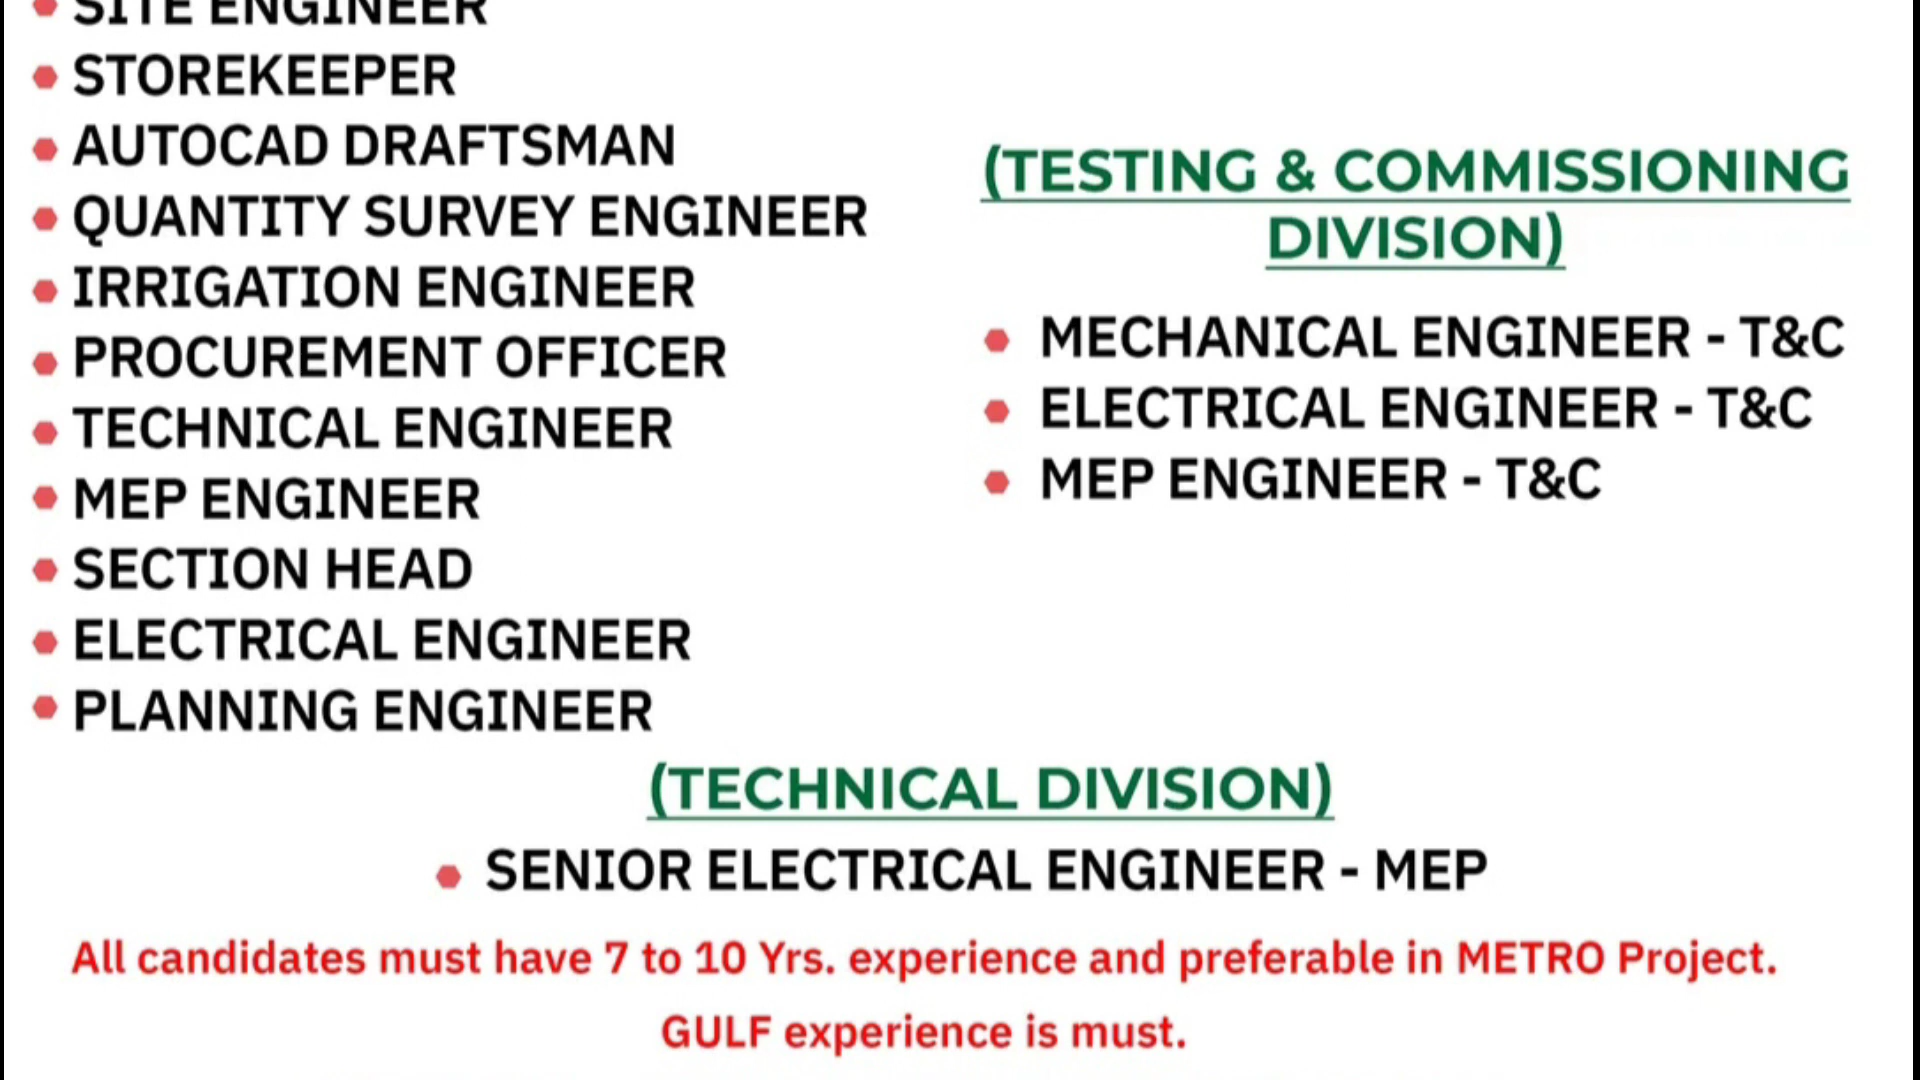 SITE ENGINEER
STOREKEEPER
AUTOCAD DRAFTSMAN
QUANTITY SURVEY ENGINEER
IRRIGATION ENGINEER
PROCUREMENT OFFICER
TECHNICAL ENGINEER
MEP ENGINEER
SECTION HEAD
ELECTRICAL ENGINEER
PLANNING ENGINEER
(TESTING & COMMISSIONING
DIVISION)
MECHANICAL ENGINEER - T&C
ELECTRICAL ENGINEER - T&C
MEP ENGINEER - T&C
(TECHNICAL DIVISION)
SENIOR ELECTRICAL ENGINEER - MEP
All candidates must have 7 to 10 Yrs. experience and preferable in METRO Project.
GULF experience is must.